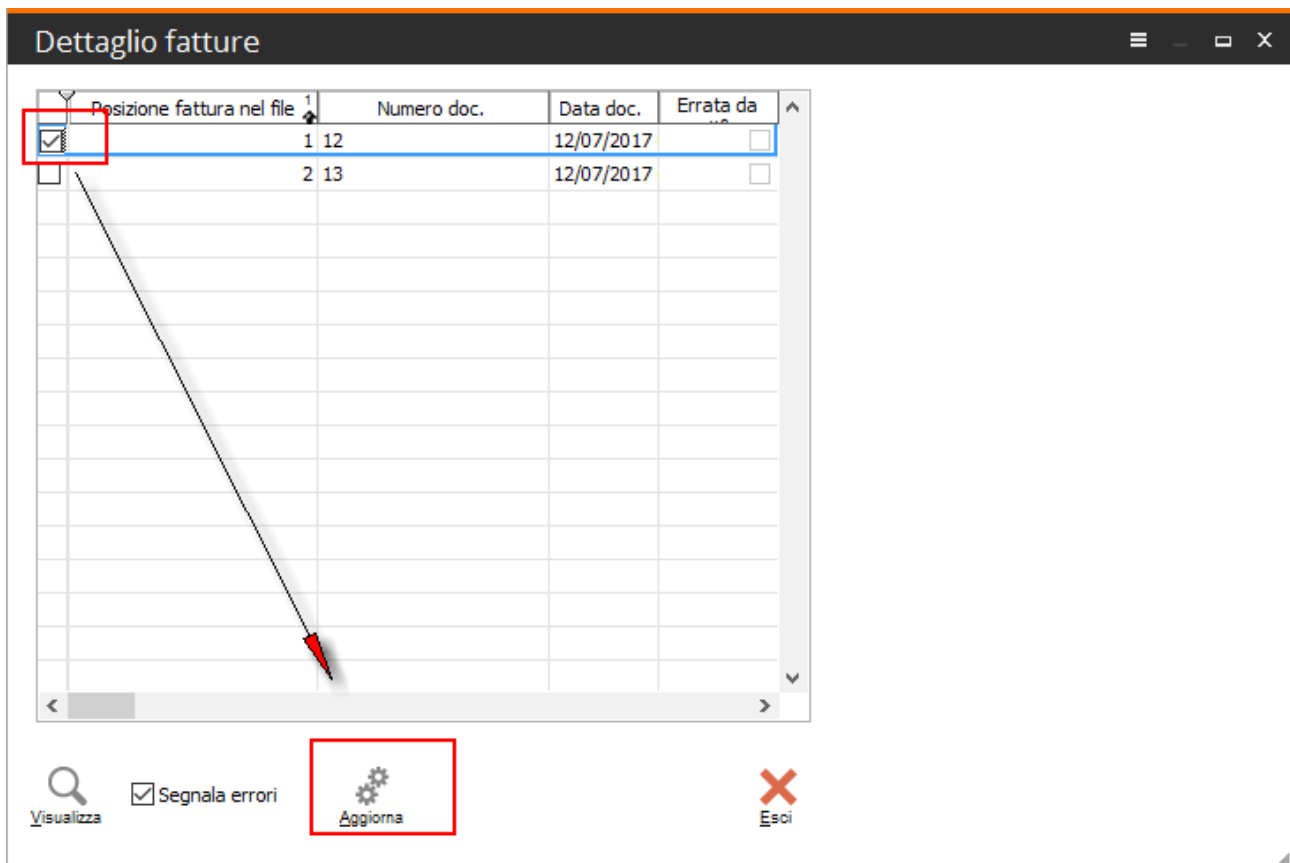 Dettaglio fatture
Posizione fattura nel file 1 Numero doc. Data doc. Errata da
1 12 12/07/2017
2 13 12/07/2017
Segnala errori
Visualizza Aggiorna Esci